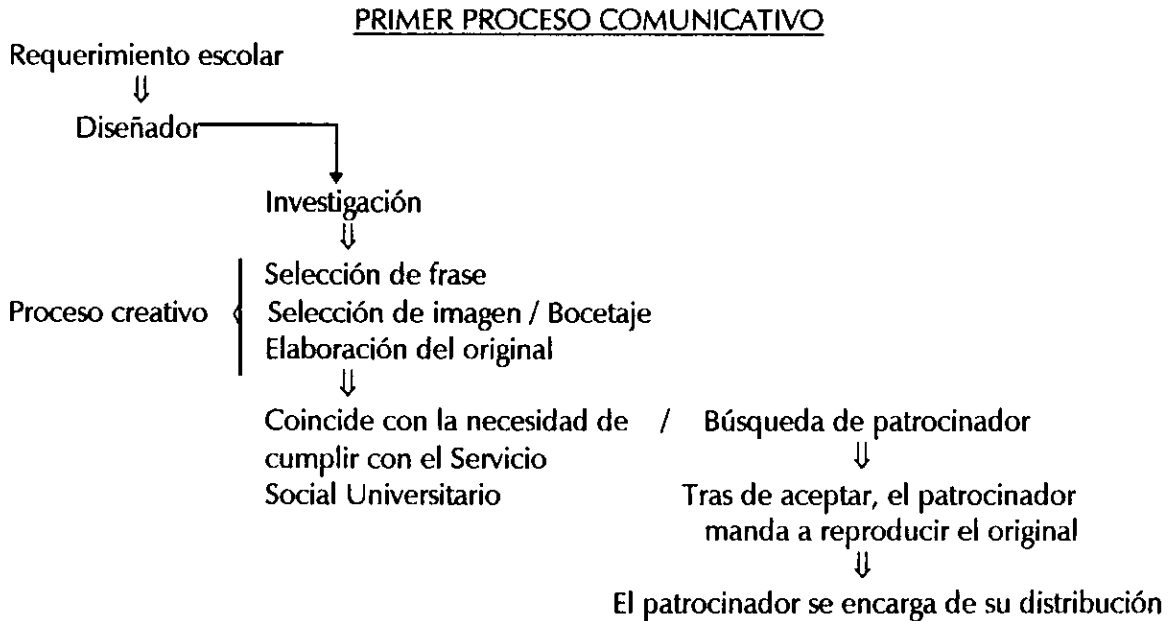 PRIMER PROCESO COMUNICATIVO
Requerimiento escolar
⇓
Diseñador
Investigación
⇓
Selección de frase
Proceso creativo
Selección de imagen / Bocetaje
Elaboración del original
⇓
Coincide con la necesidad de / Búsqueda de patrocinador
cumplir con el Servicio
⇓
Social Universitario
Tras de aceptar, el patrocinador
manda a reproducir el original
⇓
El patrocinador se encarga de su distribución